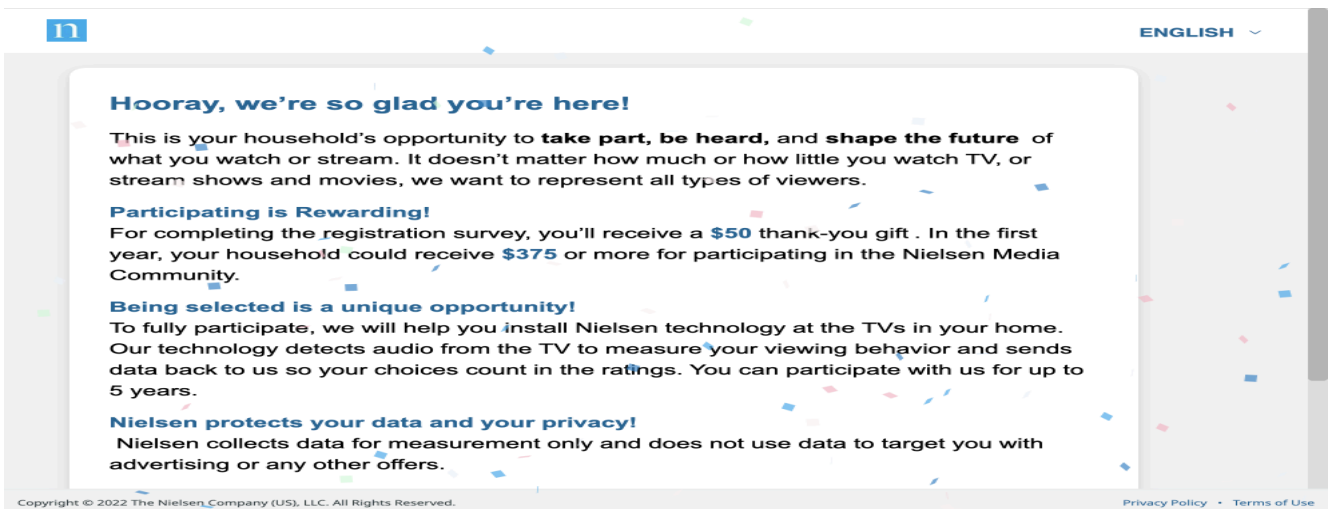 n
ENGLISH
Hooray, we're so glad you're here!
This is your household's opportunity to take part, be heard, and shape the future of
what you watch or stream. It doesn't matter how much or how little you watch TV, or
stream shows and movies, we want to represent all types of viewers.
Participating is Rewarding!
For completing the registration survey, you'll receive a $50 thank-you gift . In the first
year, your household could receive $375 or more for participating in the Nielsen Media
Community.
Being selected is a unique opportunity!
To fully participate, we will help you install Nielsen technology at the TVs in your home.
Our technology detects audio from the TV to measure your viewing behavior and sends
data back to us so your choices count in the ratings. You can participate with us for up to
5 years.
Nielsen protects your data and your privacy!
Nielsen collects data for measurement only and does not use data to target you with
advertising or any other offers.
Copyright © 2022 The Nielsen Company (US), LLC. All Rights Reserved.
Privacy Policy • Terms of Use